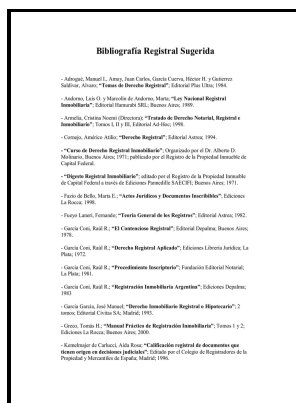 Bibliografía Registral Sugerida
- Adrogué, Manuel I., Amuy, Juan Carlos, García Cuerva, Héctor H. y Gutierrez
Saldívar, Alvaro; "Temas de Derecho Registral"; Editorial Plus Ultra; 1984.
- Andorno, Luis O. y Marcolín de Andorno, Marta; "Ley Nacional Registral
Inmobiliaria"; Editorial Hamurabi SRL; Buenos Aires; 1989.
- Armella, Cristina Noemí (Directora); "Tratado de Derecho Notarial, Registral e
Inmobiliario"; Tomos I, II y III, Editorial Ad-Hoc; 1998.
- Cornejo, Américo Atilio; "Derecho Registral"; Editorial Astrea; 1994.
- "Curso de Derecho Registral Inmobiliario"; Organizado por el Dr. Alberto D.
Molinario, Buenos Aires; 1971; publicado por el Registro de la Propiedad Inmueble de
Capital Federal.
- "Digesto Registral Inmobiliario"; editado por el Registro de la Propiedad Inmueble
de Capital Federal a través de Ediciones Pannedille SAECIFI; Buenos Aires; 1971.
- Fazio de Bello, Marta E.; "Actos Jurídicos y Documentos Inscribibles"; Ediciones
La Rocca; 1998.
- Fueyo Laneri, Fernando; "Teoría General de los Registros"; Editorial Astrea; 1982.
- García Coni, Raúl R.; "El Contencioso Registral"; Editorial Depalma; Buenos Aires;
1978.
- García Coni, Raúl R.; "Derecho Registral Aplicado"; Ediciones Librería Jurídica; La
Plata; 1972.
- García Coni, Raúl R.; "Procedimiento Inscriptorio"; Fundación Editorial Notarial;
La Plata; 1981.
- García Coni, Raúl R.; "Registración Inmobiliaria Argentina"; Ediciones Depalma;
1983
- García García, José Manuel; "Derecho Inmobiliario Registral o Hipotecario"; 2
tomos; Editorial Civitas SA; Madrid; 1993.
- Greco, Tomás H.; "Manual Práctico de Registración Inmobiliaria"; Tomos 1 y 2;
Ediciones La Rocca; Buenos Aires; 2000.
- Kemelmajer de Carlucci, Aída Rosa; "Calificación registral de documentos que
tienen origen en decisiones judiciales"; Editado por el Colegio de Registradores de la
Propiedad y Mercantiles de España; Madrid; 1996.